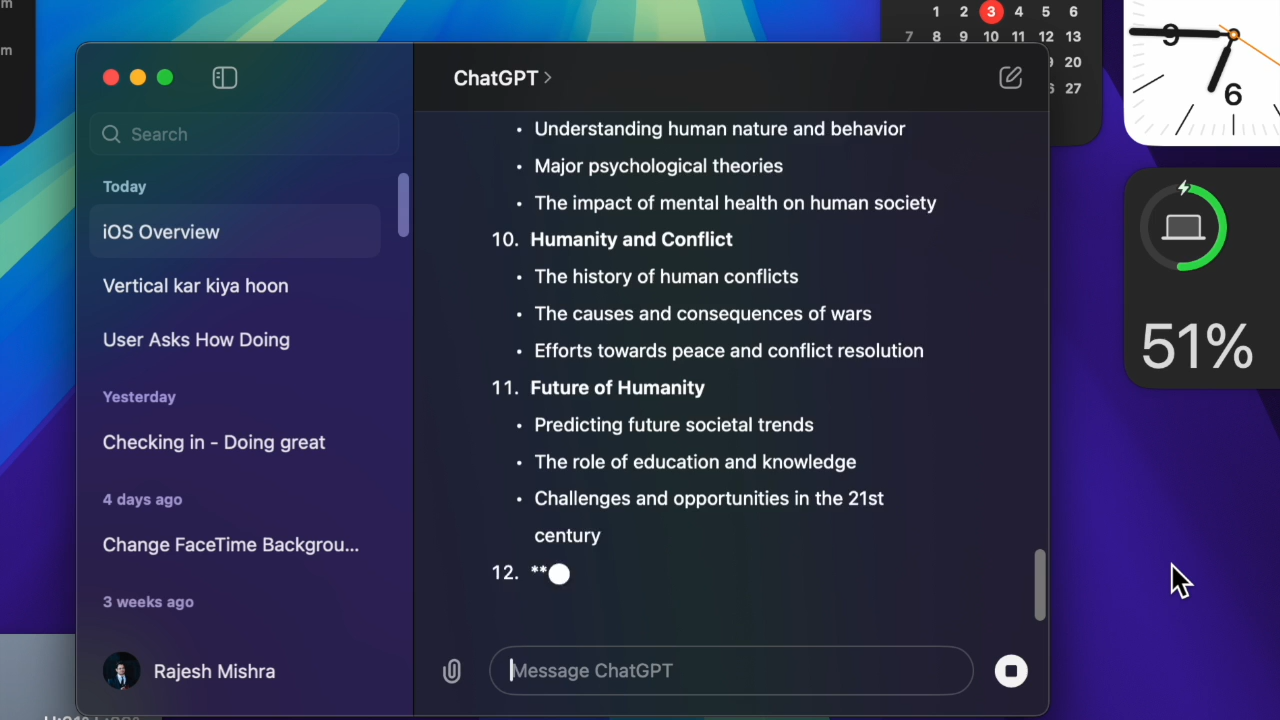 m
m
Search
Today
iOS Overview
Vertical kar kiya hoon
User Asks How Doing
Yesterday
Checking in - Doing great
4 days ago
Change FaceTime Backgrou...
3 weeks ago
Rajesh Mishra
ChatGPT >
• Understanding human nature and behavior
• Major psychological theories
• The impact of mental health on human society
10. Humanity and Conflict
• The history of human conflicts
• The causes and consequences of wars
• Efforts towards peace and conflict resolution
11. Future of Humanity
• Predicting future societal trends
• The role of education and knowledge
• Challenges and opportunities in the 21st
century
12. **
Message ChatGPT
1 2 3 4 5 6
7 8 9 10 11 12 13
20
27
9
6
51%